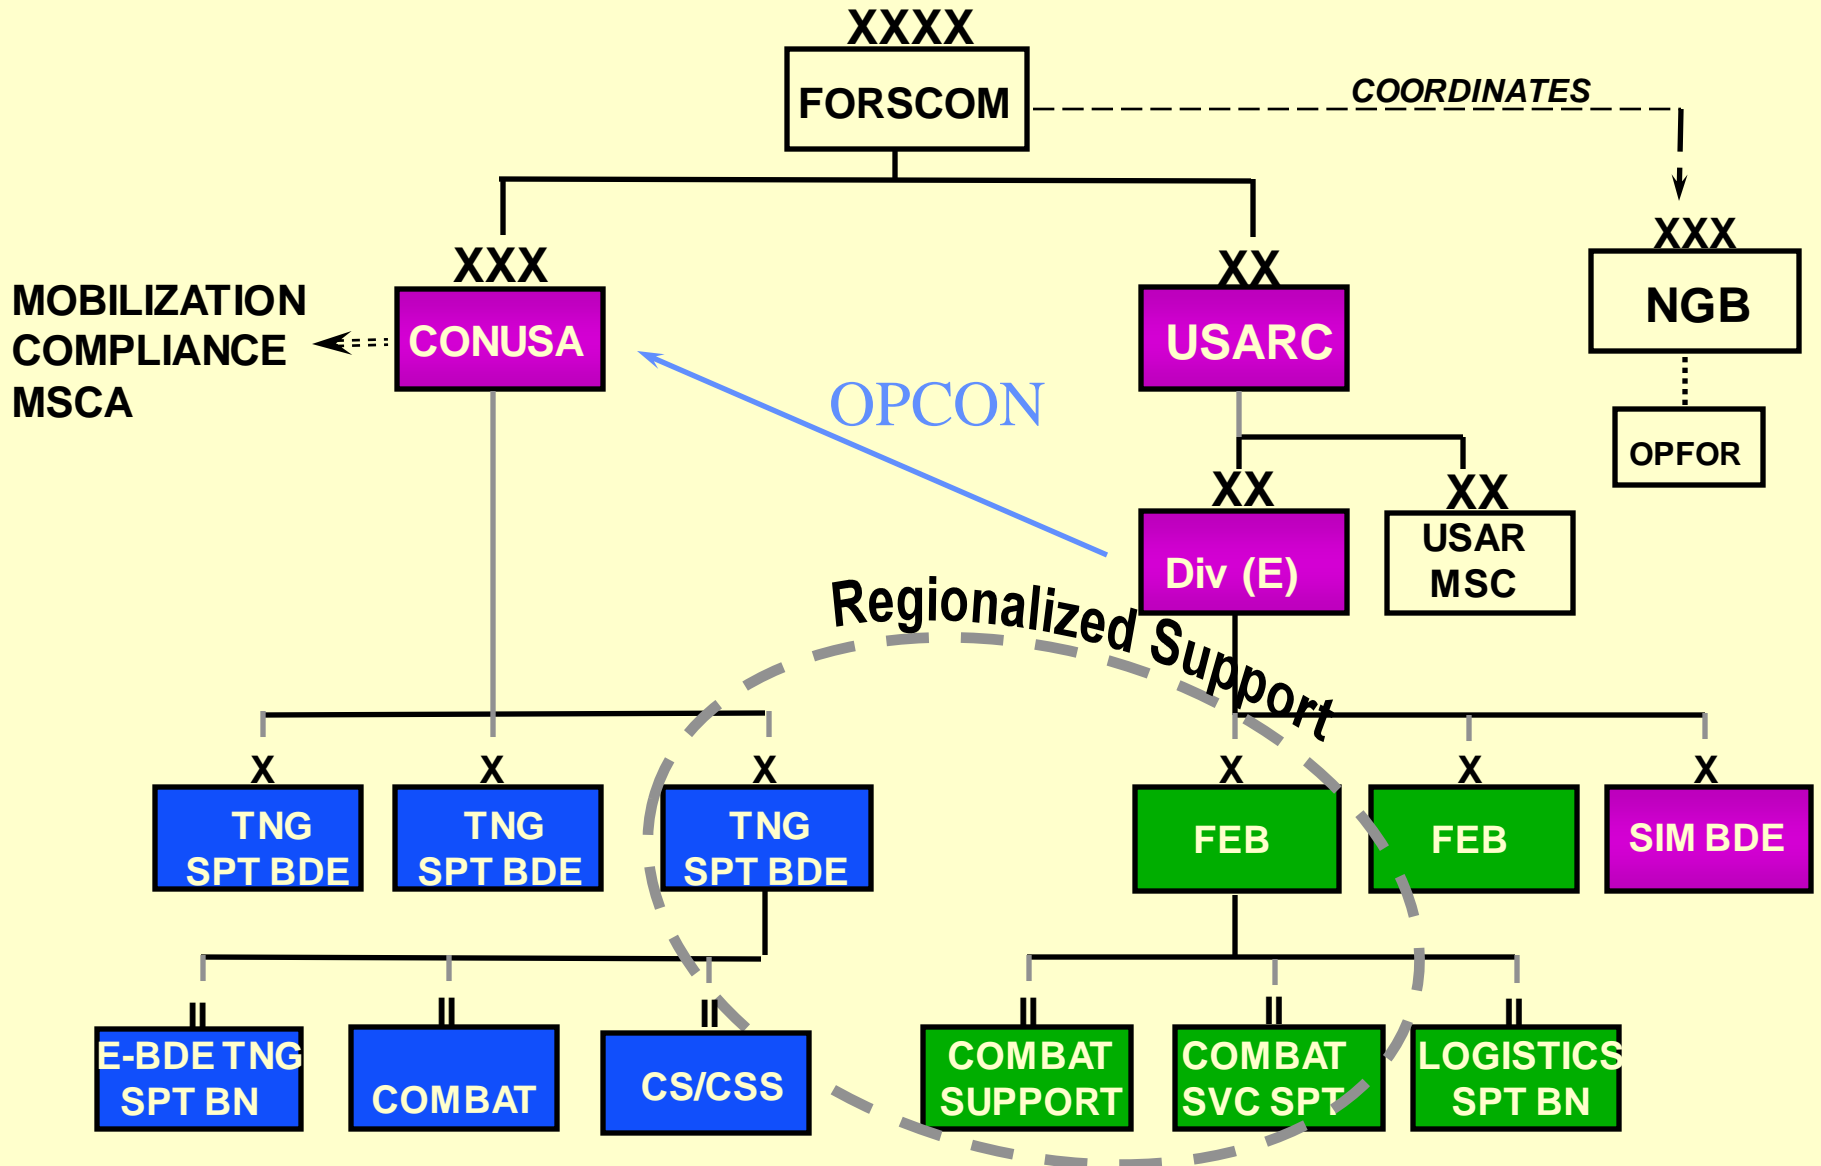 XXXX
FORSCOM
COORDINATES
XXX
NGB
OPFOR
XXX
CONUSA
MOBILIZATION
COMPLIANCE
MSCA
XX
USARC
OPCON
XX
Div (E)
XX
USAR
MSC
Regionalized Support
X
TNG
SPT BDE
X
TNG
SPT BDE
X
TNG
SPT BDE
X
FEB
X
FEB
X
SIM BDE
II
E-BDE TNG
SPT BN
II
COMBAT
II
CS/CSS
II
COMBAT
SUPPORT
II
COMBAT
SVC SPT
II
LOGISTICS
SPT BN